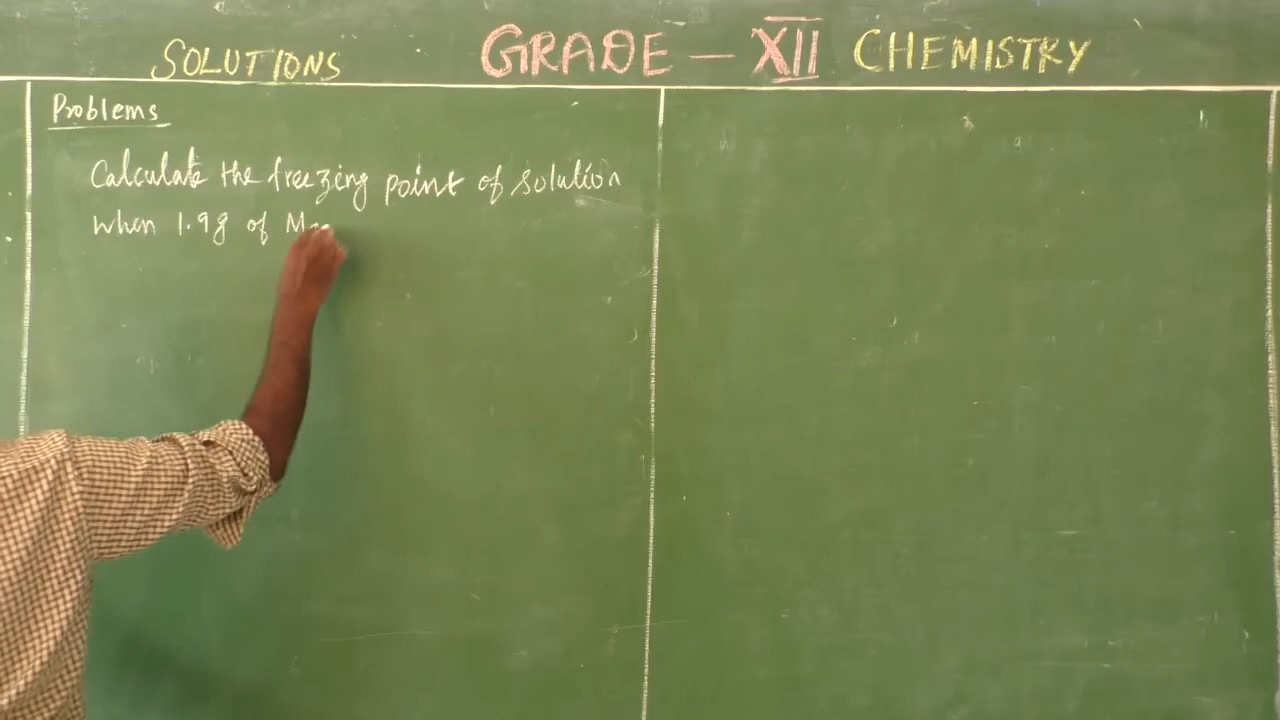 SOLUTIONS GRADE – XII CHEMISTRY
Problems
Calculate the freezing point of solution
when 1.9g of